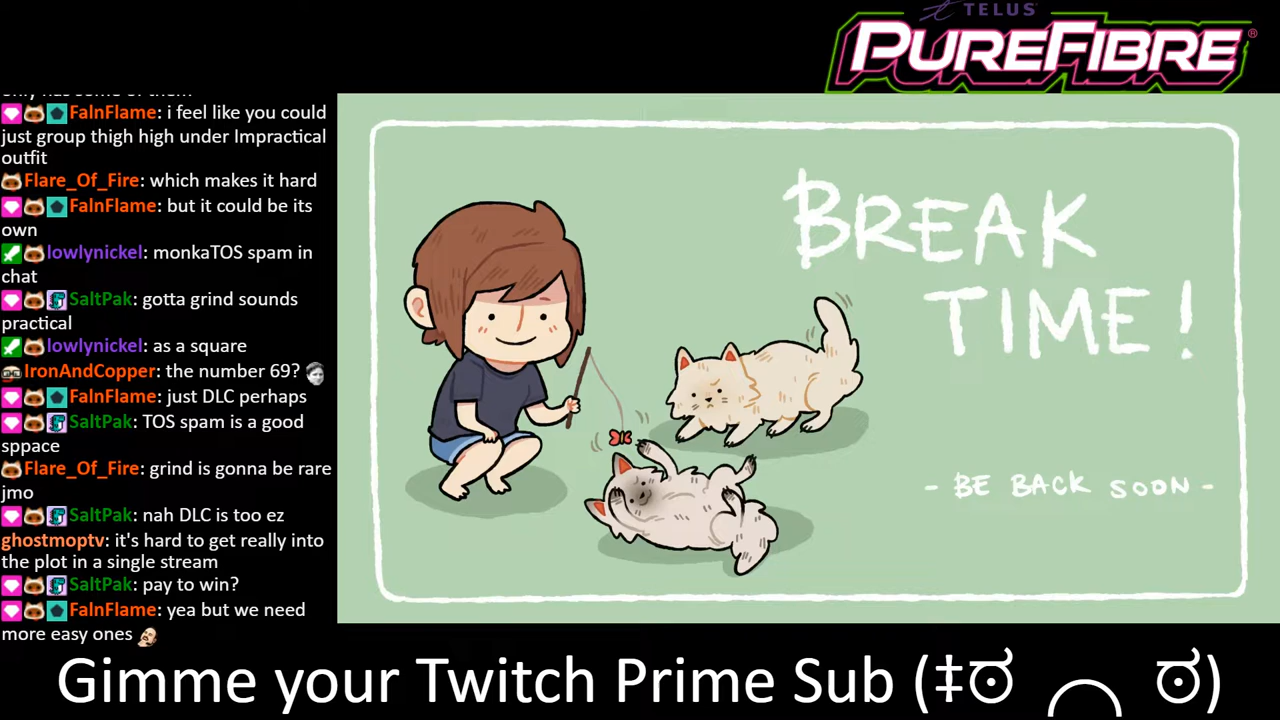 TELUS
PUREFIBRE®
FalnFlame: i feel like you could
just group thigh high under Impractical
outfit
Flare_Of_Fire: which makes it hard
FalnFlame: but it could be its
own
lowlynickel: monkaTOS spam in
chat
SaltPak: gotta grind sounds
practical
lowlynickel: as a square
IronAndCopper: the number 69?
FalnFlame: just DLC perhaps
SaltPak: TOS spam is a good
sppace
Flare_Of_Fire: grind is gonna be rare
jmo
SaltPak: nah DLC is too ez
ghostmoptv: it's hard to get really into
the plot in a single stream
SaltPak: pay to win?
FalnFlame: yea but we need
more easy ones
BREAK
TIME!
- BE BACK SOON -
Gimme your Twitch Prime Sub (‡ಠ ╭╮ ಠ)